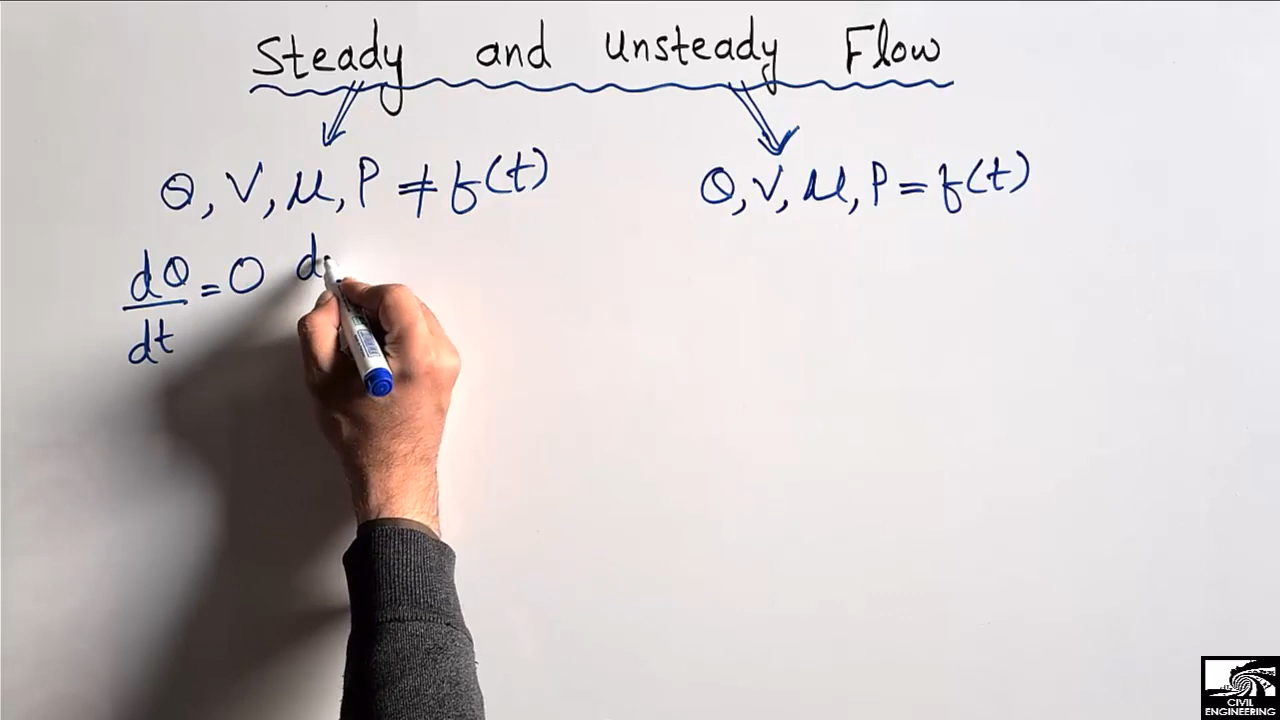 Steady and Unsteady Flow
Q, V, μ, P ≠ f(t)
Q, V, μ, P = f(t)
dQ/dt = 0 d
CIVIL
ENGINEERING